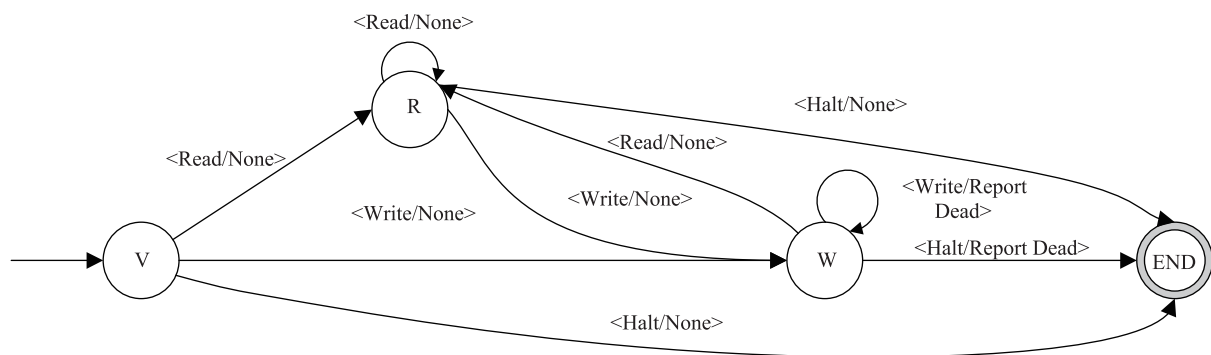 <Read/None>
R
<Halt/None>
<Read/None>
<Read/None>
<Write/None>
<Write/None>
<Write/Report
Dead>
V
W
<Halt/Report Dead>
END
<Halt/None>